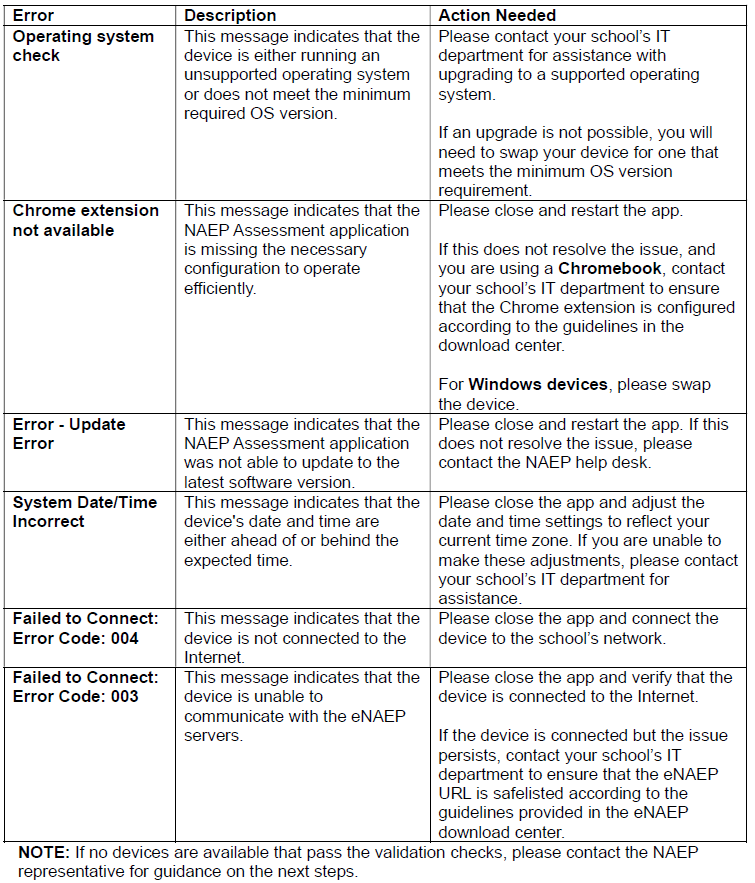 Error Description Action Needed
Operating system
check
This message indicates that the
device is either running an
unsupported operating system
or does not meet the minimum
required OS version.
Please contact your school's IT
department for assistance with
upgrading to a supported operating
system.
If an upgrade is not possible, you will
need to swap your device for one that
meets the minimum OS version
requirement.
Chrome extension
not available
This message indicates that the
NAEP Assessment application
is missing the necessary
configuration to operate
efficiently.
Please close and restart the app.
If this does not resolve the issue, and
you are using a Chromebook, contact
your school's IT department to ensure
that the Chrome extension is configured
according to the guidelines in the
download center.
For Windows devices, please swap
the device.
Error - Update
Error
This message indicates that the
NAEP Assessment application
was not able to update to the
latest software version.
Please close and restart the app. If this
does not resolve the issue, please
contact the NAEP help desk.
System Date/Time
Incorrect
This message indicates that the
device's date and time are
either ahead of or behind the
expected time.
Please close the app and adjust the
date and time settings to reflect your
current time zone. If you are unable to
make these adjustments, please contact
your school's IT department for
assistance.
Failed to Connect:
Error Code: 004
This message indicates that the
device is not connected to the
Internet.
Please close the app and connect the
device to the school's network.
Failed to Connect:
Error Code: 003
This message indicates that the
device is unable to
communicate with the eNAEP
servers.
Please close the app and verify that the
device is connected to the Internet.
If the device is connected but the issue
persists, contact your school's IT
department to ensure that the eNAEP
URL is safelisted according to the
guidelines provided in the eNAEP
download center.
NOTE: If no devices are available that pass the validation checks, please contact the NAEP
representative for guidance on the next steps.